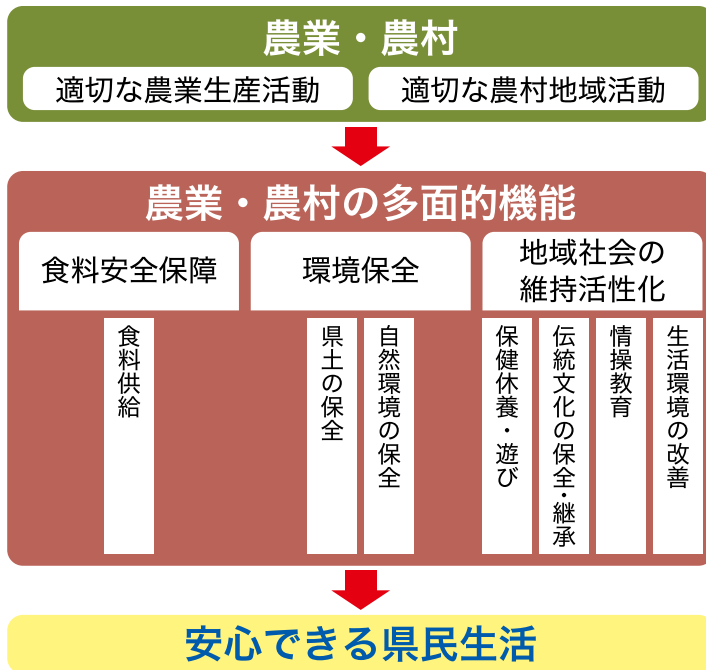 農業・農村
適切な農業生産活動
適切な農村地域活動
農業・農村の多面的機能
食料安全保障
環境保全
地域社会の
維持活性化
食料供給
県土の保全
自然環境の保全
保健休養・遊び
伝統文化の保全・継承
情操教育
生活環境の改善
安心できる県民生活